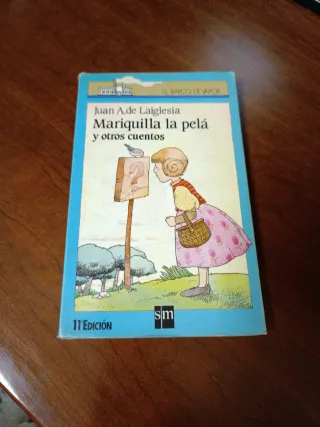 EL BARCO DE VAPOR
Juan A. de Laiglesia
Mariquilla la pelá
y otros cuentos
?
11ª EDICIÓN
sm